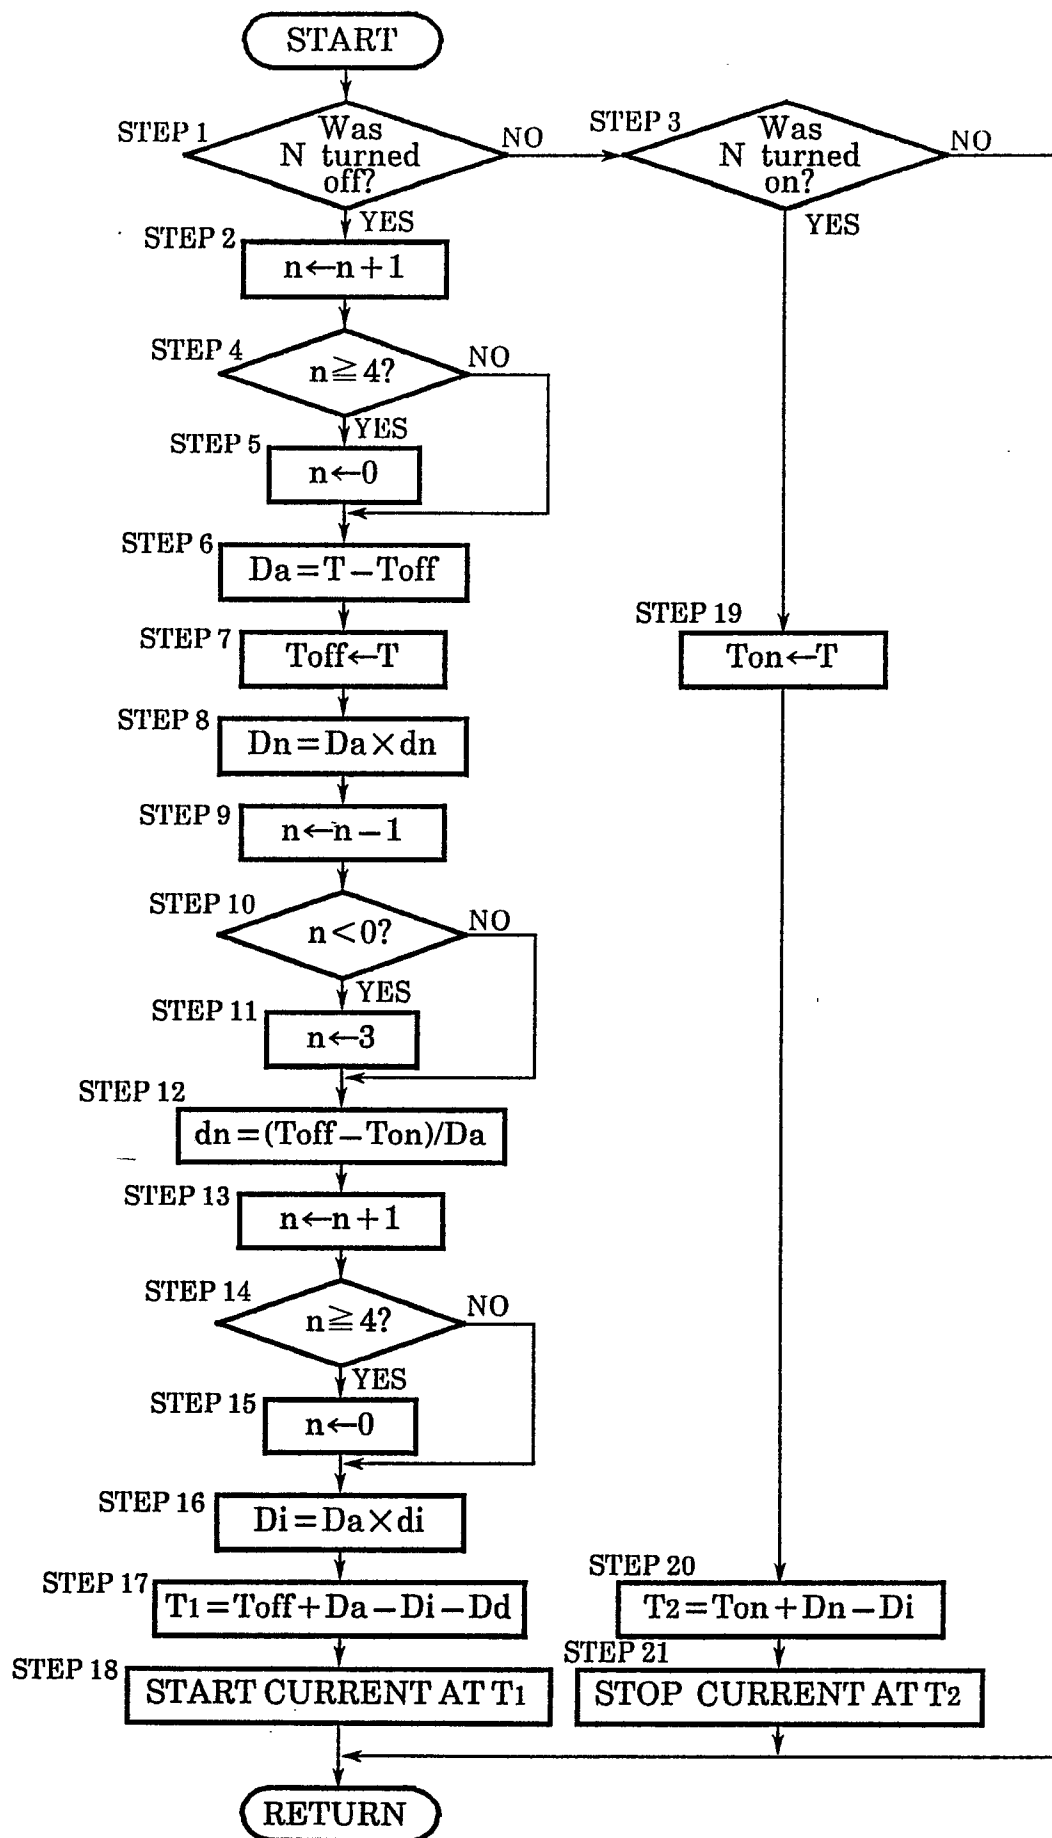 START
STEP 1
Was
N turned
off?
NO
STEP 3
Was
N turned
on?
NO
YES
YES
STEP 2
n←n+1
STEP 4
n≧4?
NO
YES
STEP 5
n←0
STEP 6
Da=T−Toff
STEP 7
Toff←T
STEP 19
Ton←T
STEP 8
Dn=Da×dn
STEP 9
n←n−1
STEP 10
n<0?
NO
YES
STEP 11
n←3
STEP 12
dn=(Toff−Ton)/Da
STEP 13
n←n+1
STEP 14
n≧4?
NO
YES
STEP 15
n←0
STEP 16
Di=Da×di
STEP 17
T1=Toff+Da−Di−Dd
STEP 20
T2=Ton+Dn−Di
STEP 18
START CURRENT AT T1
STEP 21
STOP CURRENT AT T2
RETURN